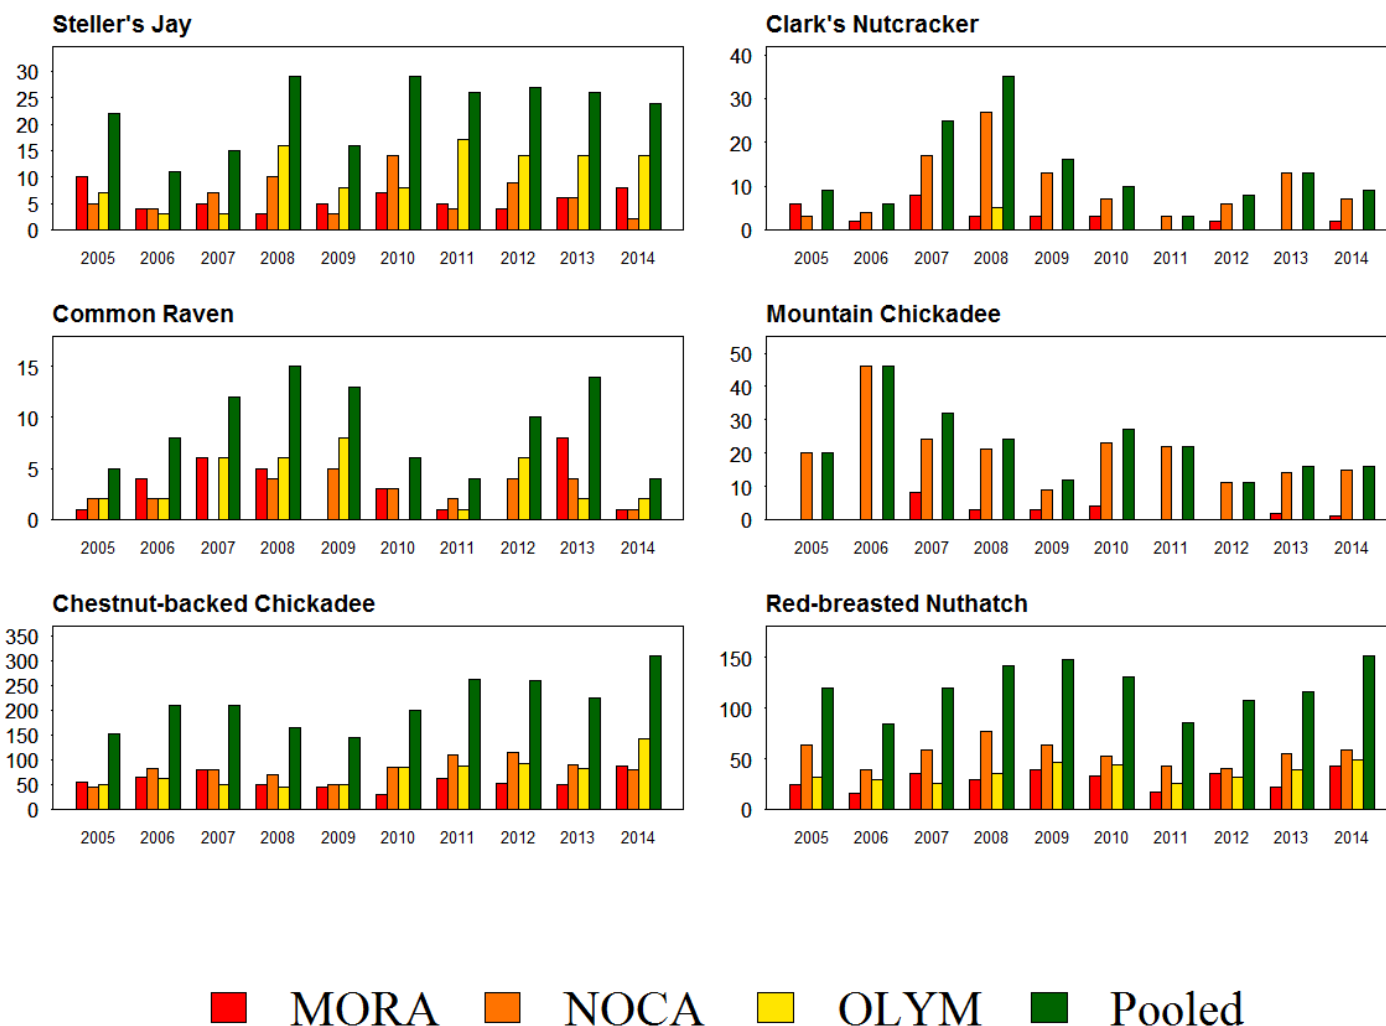 Steller's Jay
30
25
20
15
10
5
0
2005 2006 2007 2008 2009 2010 2011 2012 2013 2014
Clark's Nutcracker
40
30
20
10
0
2005 2006 2007 2008 2009 2010 2011 2012 2013 2014
Common Raven
15
10
5
0
2005 2006 2007 2008 2009 2010 2011 2012 2013 2014
Mountain Chickadee
50
40
30
20
10
0
2005 2006 2007 2008 2009 2010 2011 2012 2013 2014
Chestnut-backed Chickadee
350
300
250
200
150
100
50
0
2005 2006 2007 2008 2009 2010 2011 2012 2013 2014
Red-breasted Nuthatch
150
100
50
0
2005 2006 2007 2008 2009 2010 2011 2012 2013 2014
MORA NOCA OLYM Pooled